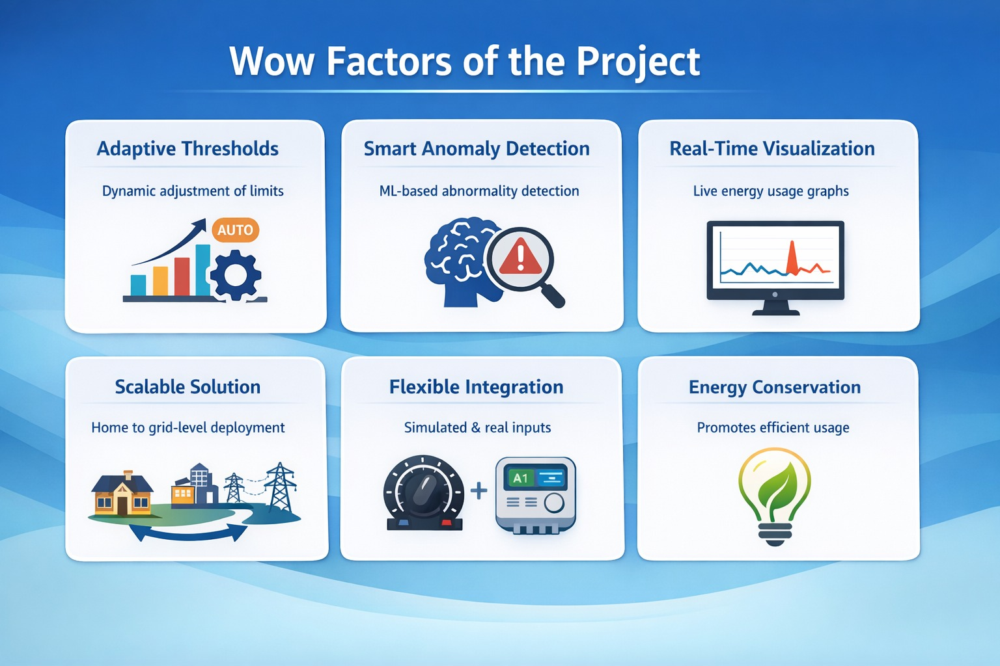 Wow Factors of the Project
Adaptive Thresholds
Dynamic adjustment of limits
AUTO
Smart Anomaly Detection
ML-based abnormality detection
Real-Time Visualization
Live energy usage graphs
Scalable Solution
Home to grid-level deployment
Flexible Integration
Simulated & real inputs
+
A1
Energy Conservation
Promotes efficient usage